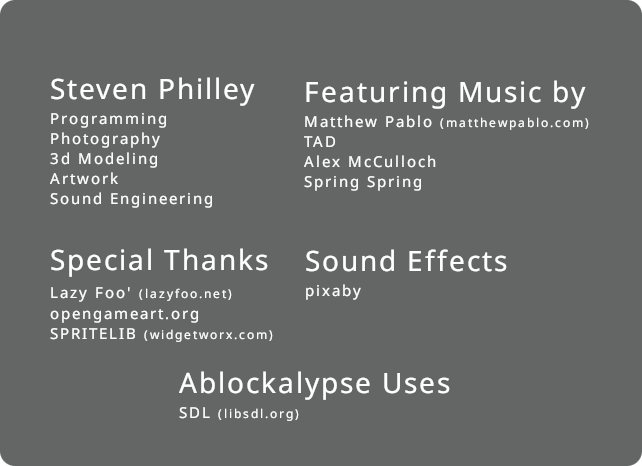 Steven Philley
Programming
Photography
3d Modeling
Artwork
Sound Engineering
Featuring Music by
Matthew Pablo (matthewpablo.com)
TAD
Alex McCulloch
Spring Spring
Special Thanks
Lazy Foo' (lazyfoo.net)
opengameart.org
SPRITELIB (widgetworx.com)
Sound Effects
pixaby
Ablockalypse Uses
SDL (libsdl.org)